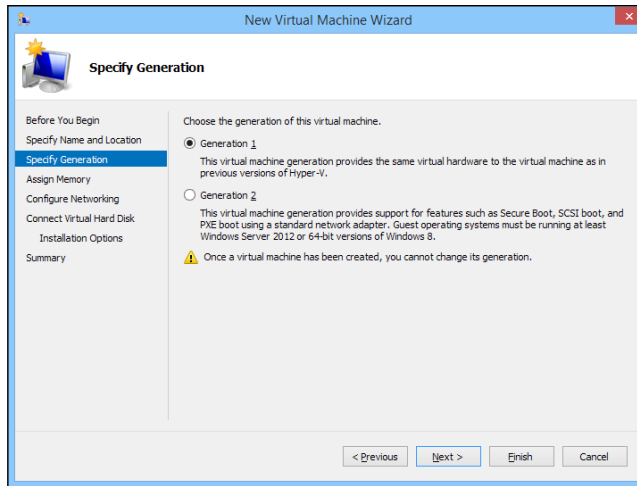 New Virtual Machine Wizard
Specify Generation
Before You Begin
Specify Name and Location
Specify Generation
Assign Memory
Configure Networking
Connect Virtual Hard Disk
Installation Options
Summary
Choose the generation of this virtual machine.
Generation 1
This virtual machine generation provides the same virtual hardware to the virtual machine as in
previous versions of Hyper-V.
Generation 2
This virtual machine generation provides support for features such as Secure Boot, SCSI boot, and
PXE boot using a standard network adapter. Guest operating systems must be running at least
Windows Server 2012 or 64-bit versions of Windows 8.
Once a virtual machine has been created, you cannot change its generation.
< Previous
Next >
Finish
Cancel